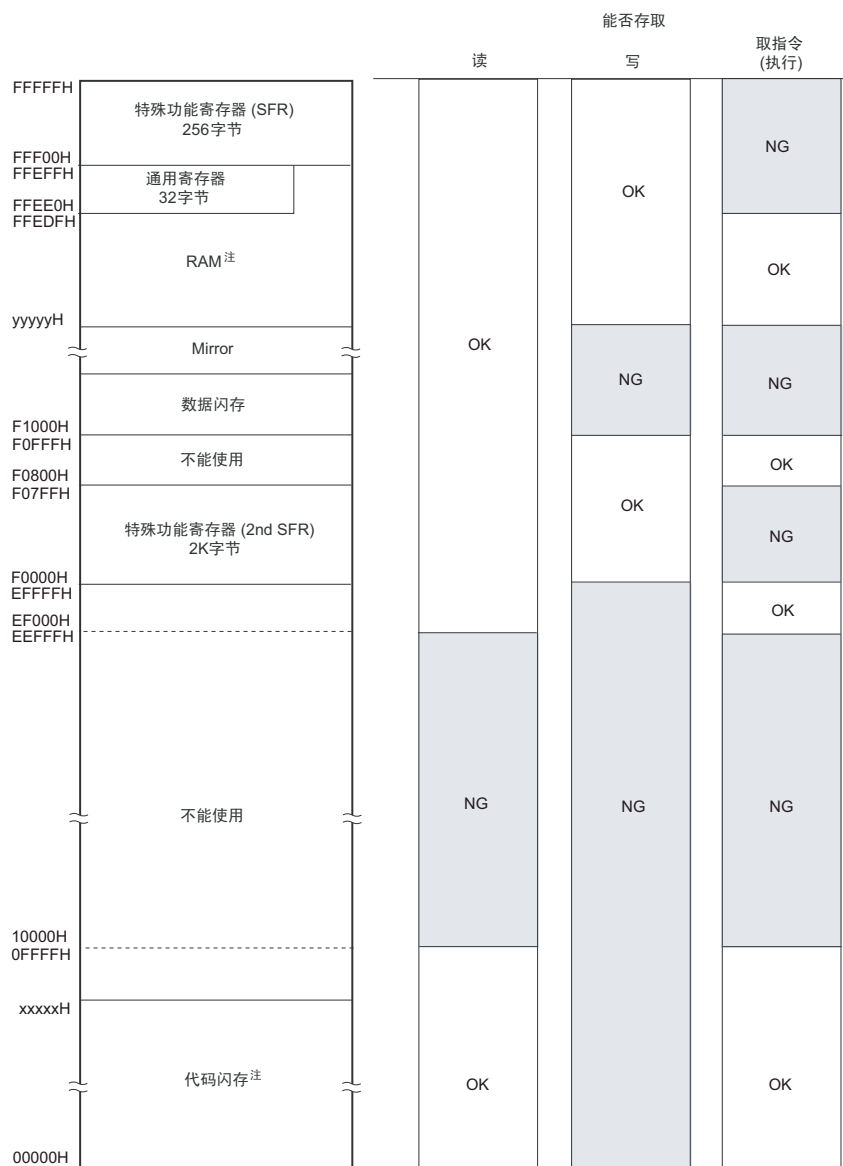 能否存取
读
写
取指令
(执行)
FFFFFH
特殊功能寄存器 (SFR)
256字节
NG
FFF00H
FFEFFH
通用寄存器
32字节
OK
FFEE0H
FFEDFH
RAM注
OK
yyyyyH
Mirror
OK
NG
NG
数据闪存
F1000H
F0FFFH
不能使用
OK
F0800H
F07FFH
OK
特殊功能寄存器 (2nd SFR)
2K字节
NG
F0000H
EFFFFH
OK
EF000H
EEFFFH
不能使用
NG
NG
NG
10000H
0FFFFH
xxxxxH
代码闪存注
OK
OK
00000H